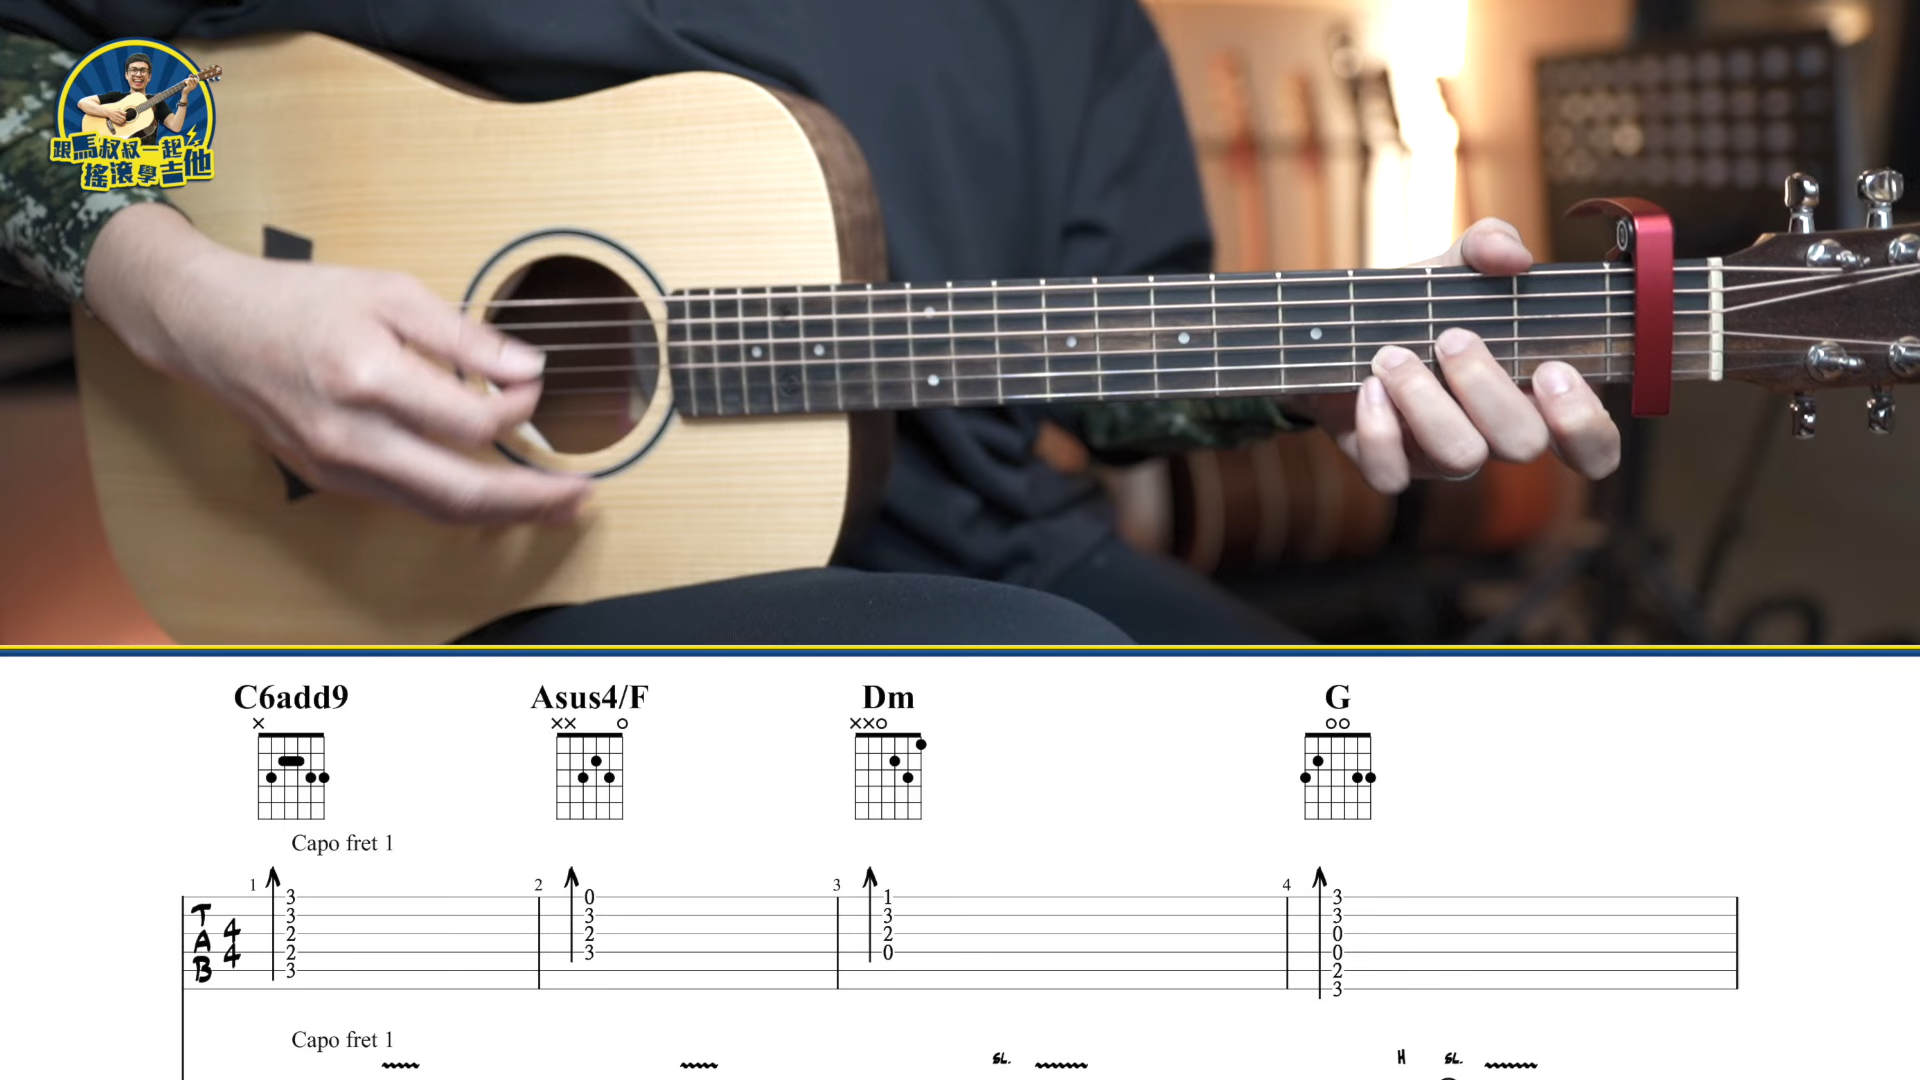 跟馬叔叔一起
搖滾學吉他
C6add9 Asus4/F Dm G
× ×× o ××o oo
Capo fret 1
1 2 3 4
3 0 1 3
3 3 3 3
T 4 2 2 2 0
A 4 2 3 0 0
B 3 2
3
Capo fret 1
SL. H SL.